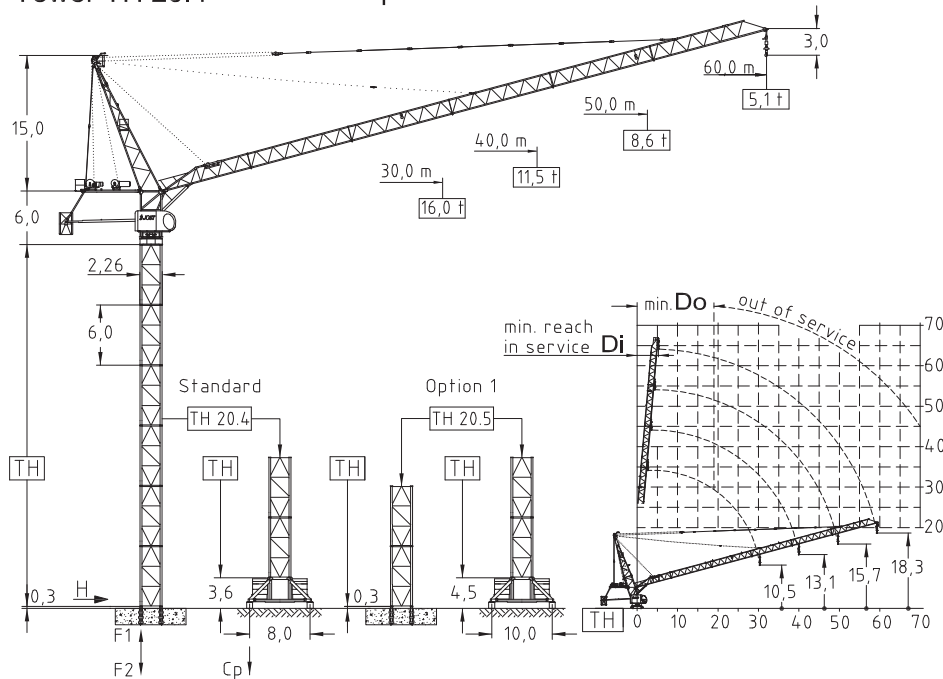 3,0
60,0 m
5,1 t
50,0 m
8,6 t
40,0 m
11,5 t
30,0 m
16,0 t
15,0
6,0
2,26
6,0
min. Do
out of service
min. reach
in service Di
70
60
50
40
30
20
Standard
Option 1
TH 20.4
TH 20.5
TH
TH
TH
TH
0,3
H
3,6
0,3
4,5
10,5
13,1
15,7
18,3
8,0
10,0
TH
0 10 20 30 40 50 60 70
F1
F2
Cp